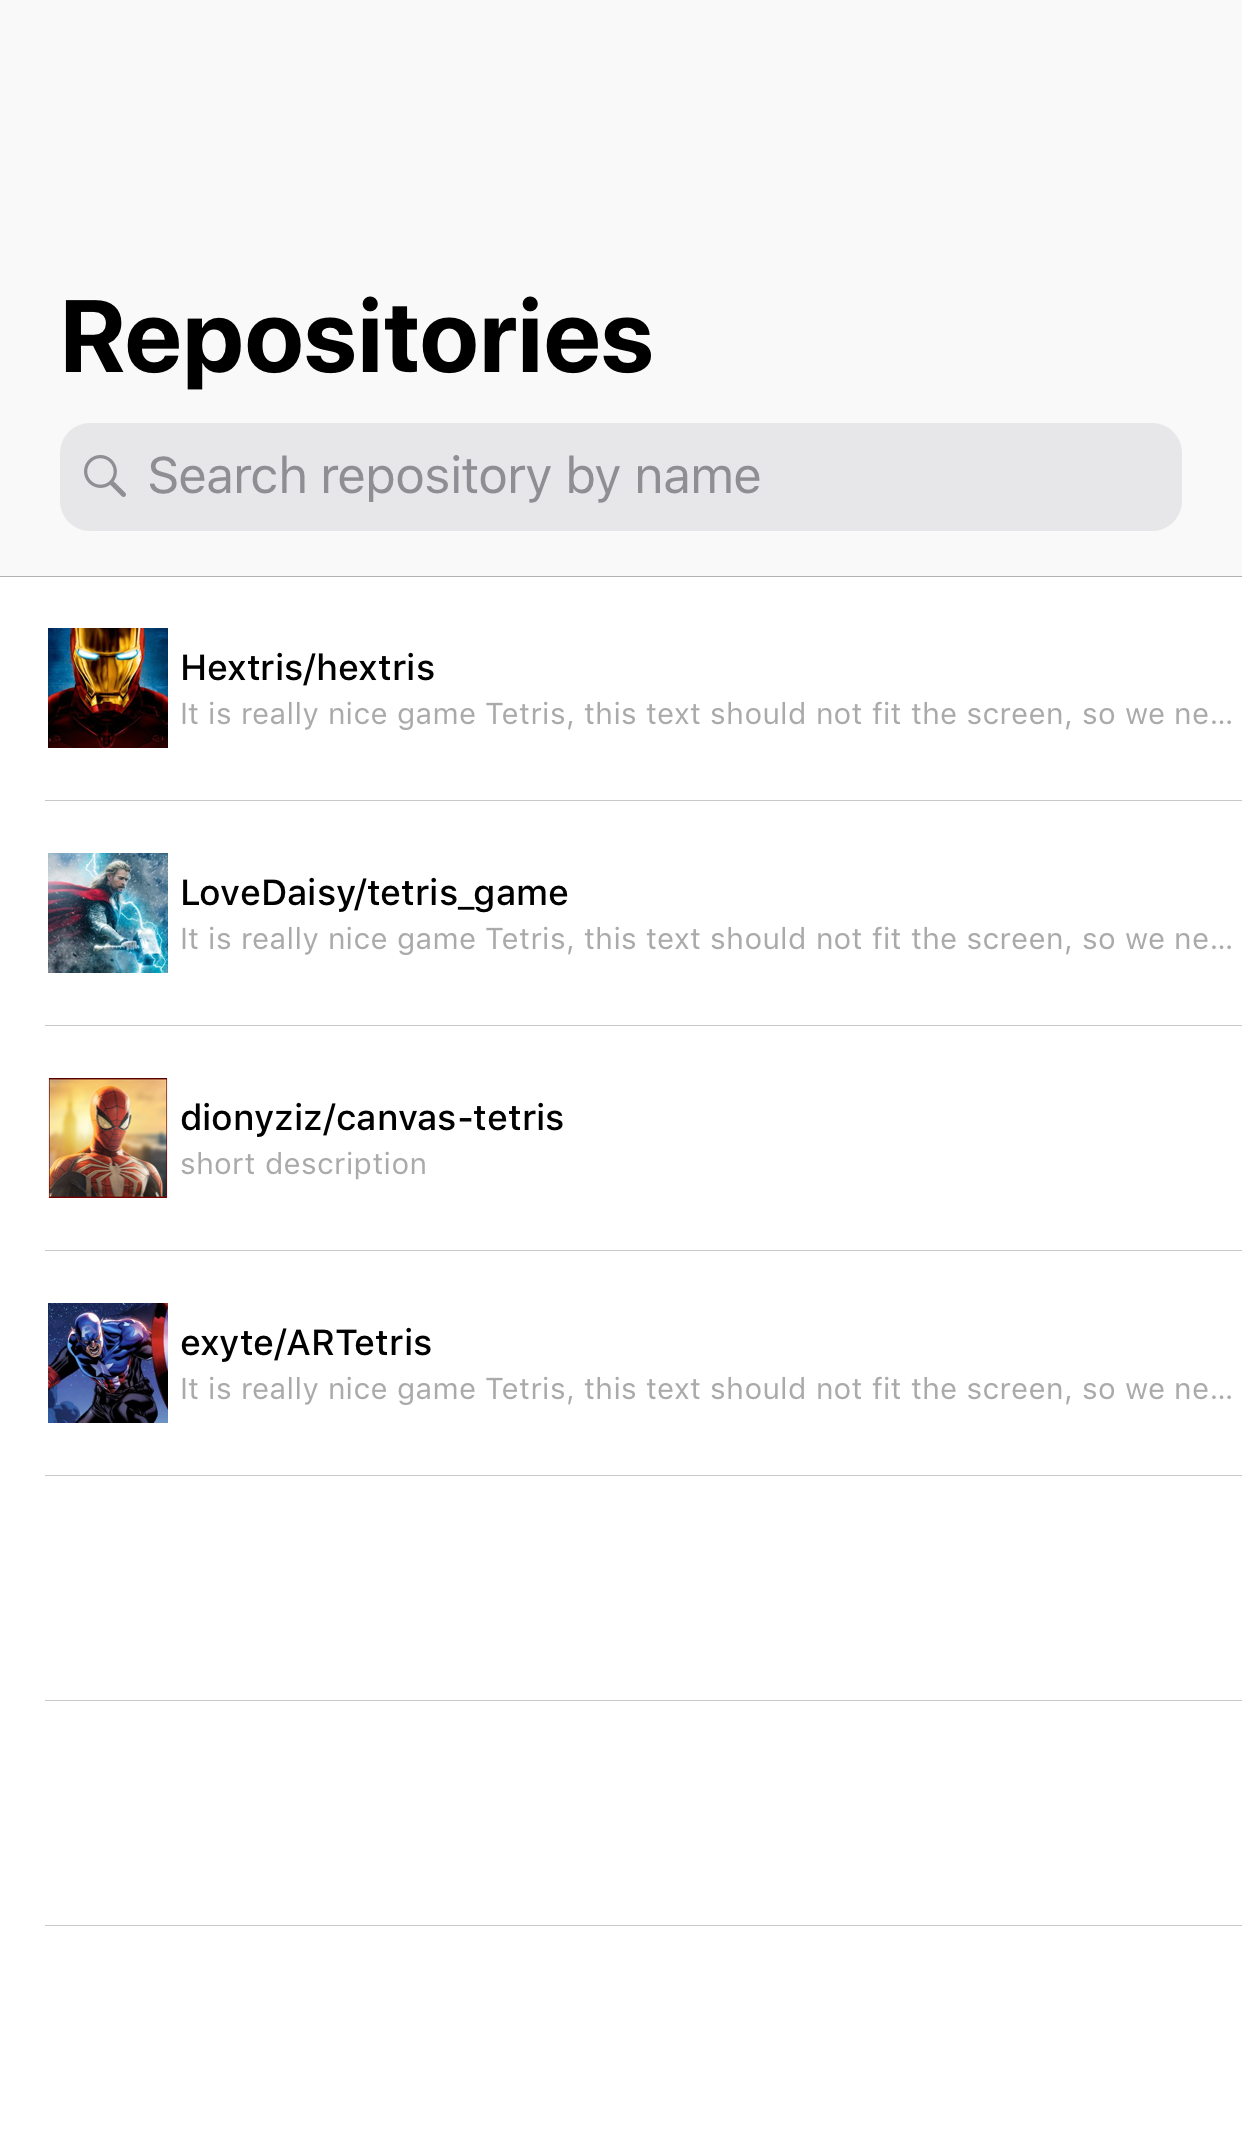 Repositories
Search repository by name
Hextris/hextris
It is really nice game Tetris, this text should not fit the screen, so we ne...
LoveDaisy/tetris_game
It is really nice game Tetris, this text should not fit the screen, so we ne...
dionyziz/canvas-tetris
short description
exyte/ARTetris
It is really nice game Tetris, this text should not fit the screen, so we ne...